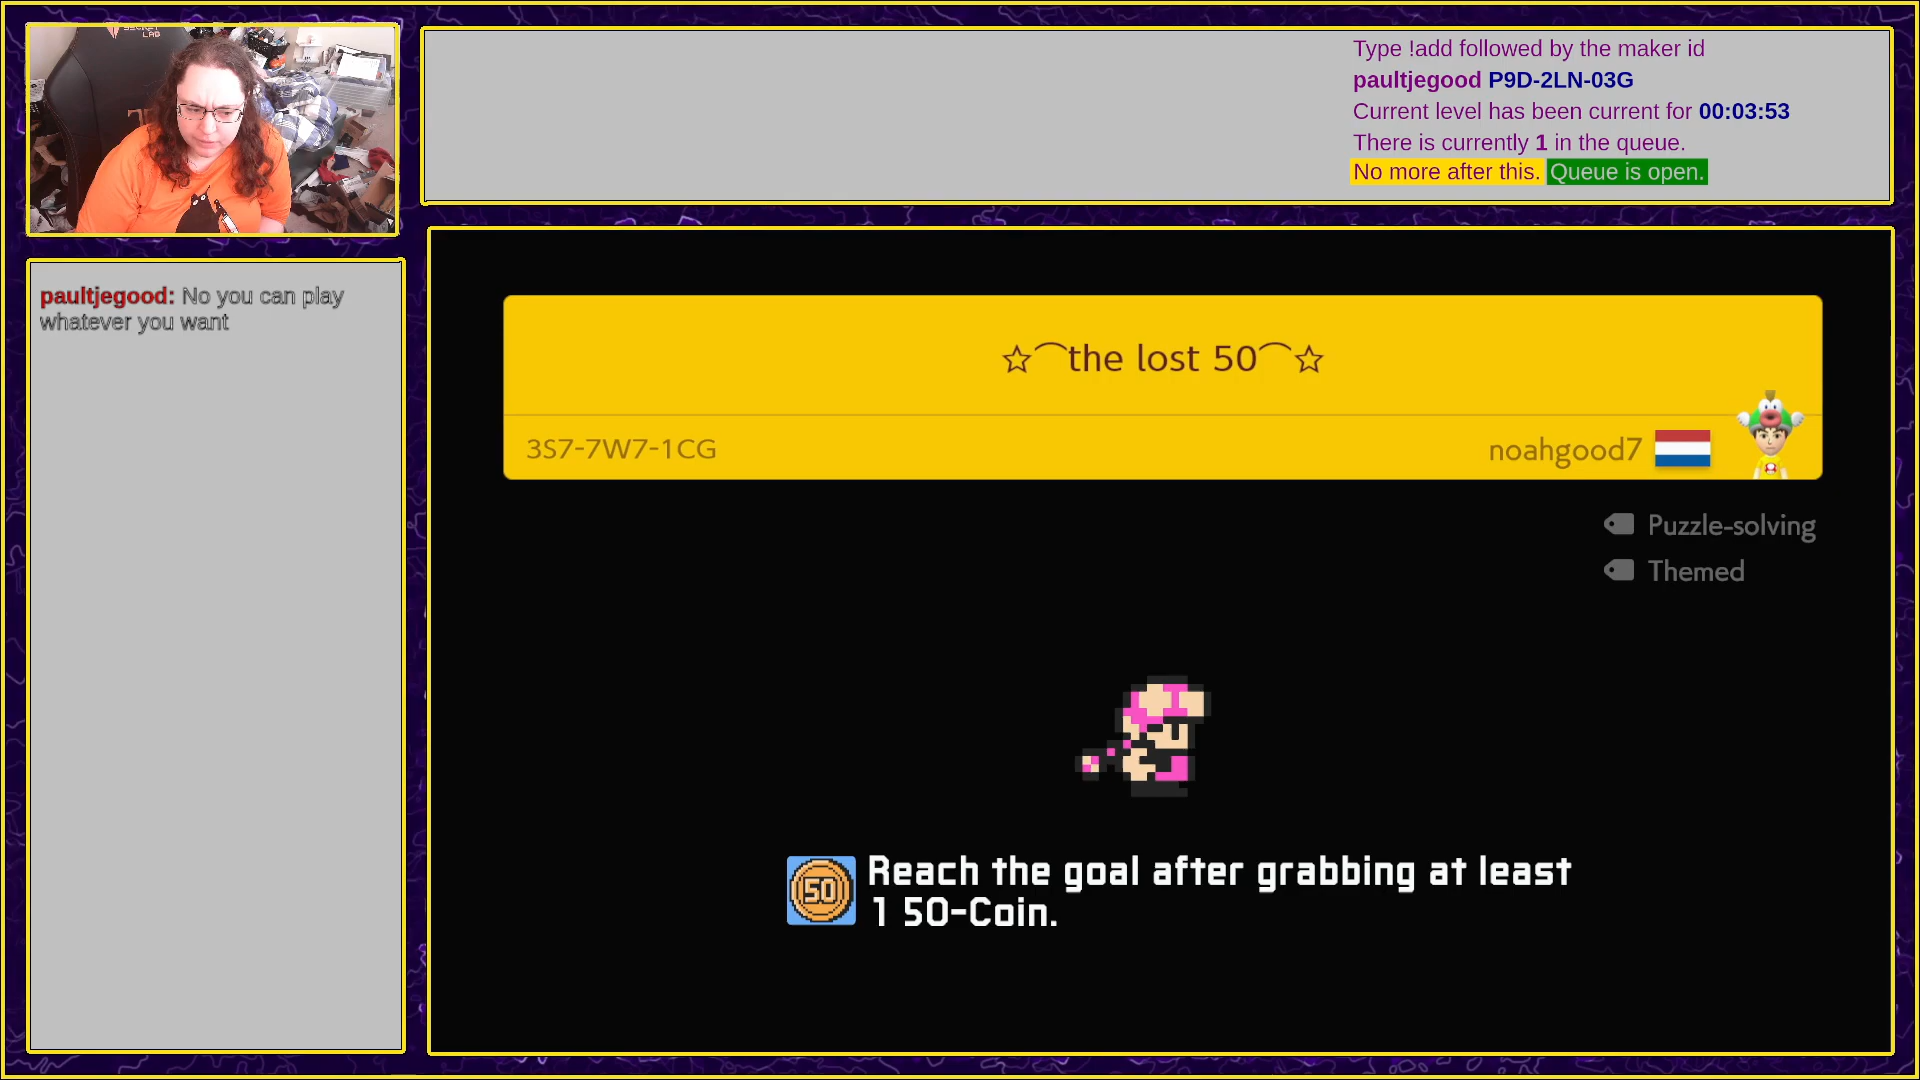 SECRET
LAB
Type !add followed by the maker id
paultjegood P9D-2LN-03G
Current level has been current for 00:03:53
There is currently 1 in the queue.
No more after this. Queue is open.
paultjegood: No you can play
whatever you want
☆⌒the lost 50⌒☆
3S7-7W7-1CG
noahgood7
Puzzle-solving
Themed
50 Reach the goal after grabbing at least
1 50-Coin.